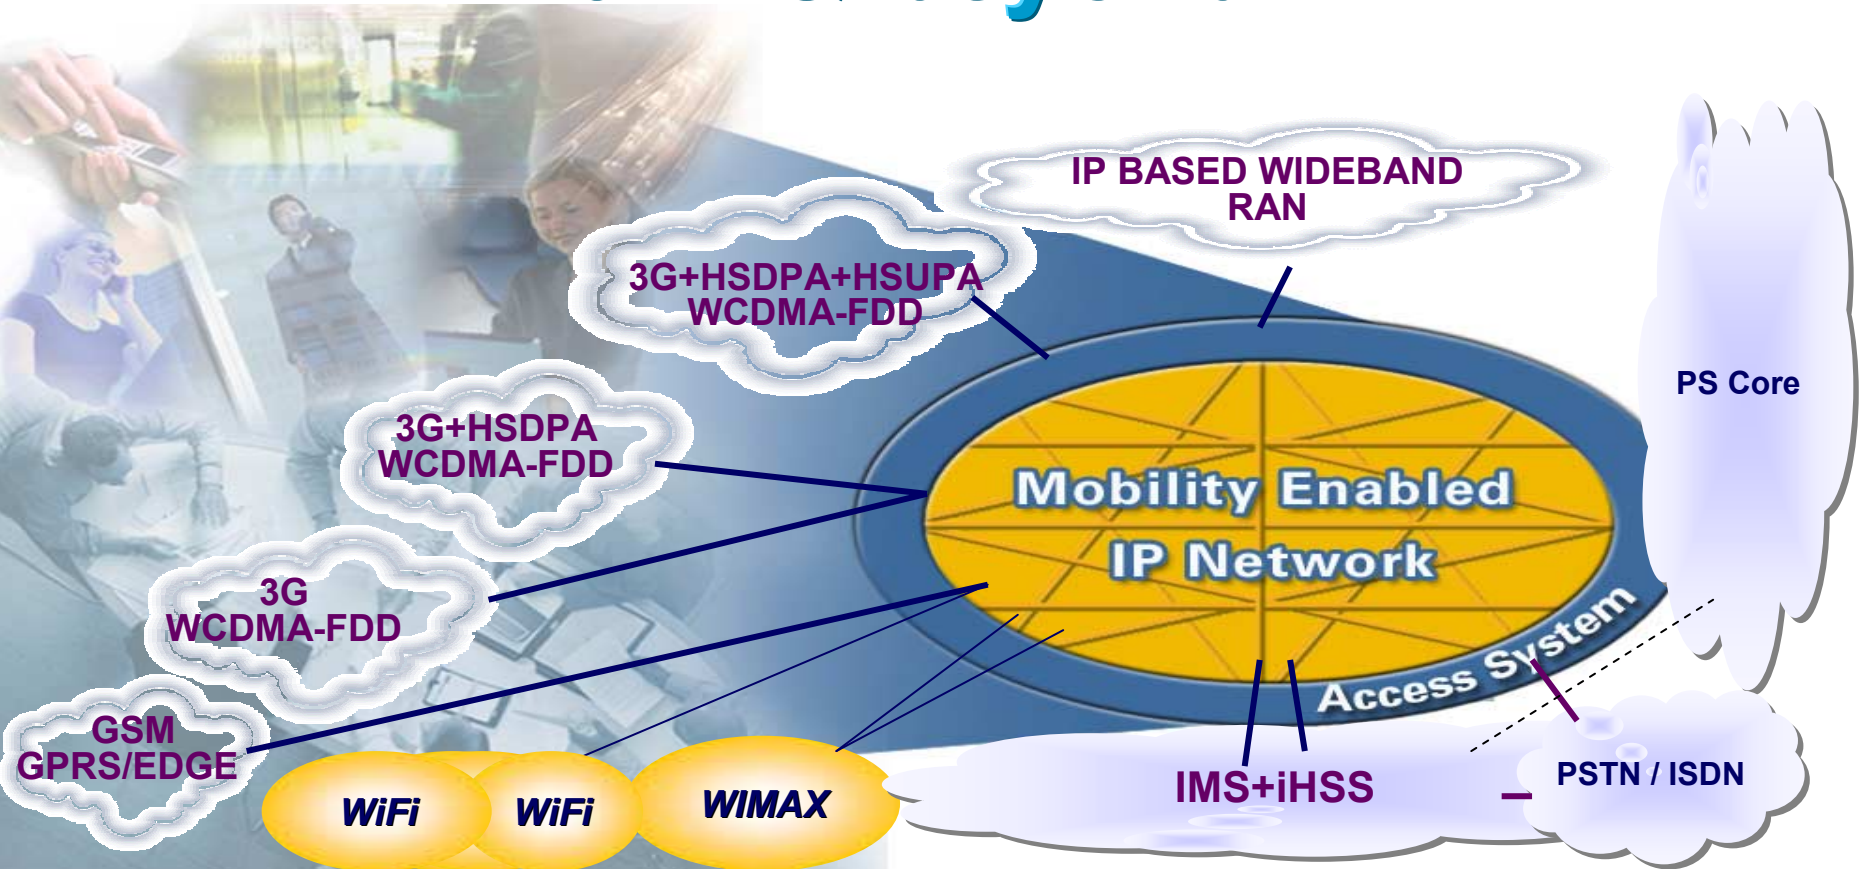 IP BASED WIDEBAND
RAN
3G+HSDPA+HSUPA
WCDMA-FDD
PS Core
3G+HSDPA
WCDMA-FDD
Mobility Enabled
IP Network
3G
WCDMA-FDD
Access System
GSM
GPRS/EDGE
WiFi
WiFi
WIMAX
IMS+iHSS
PSTN / ISDN